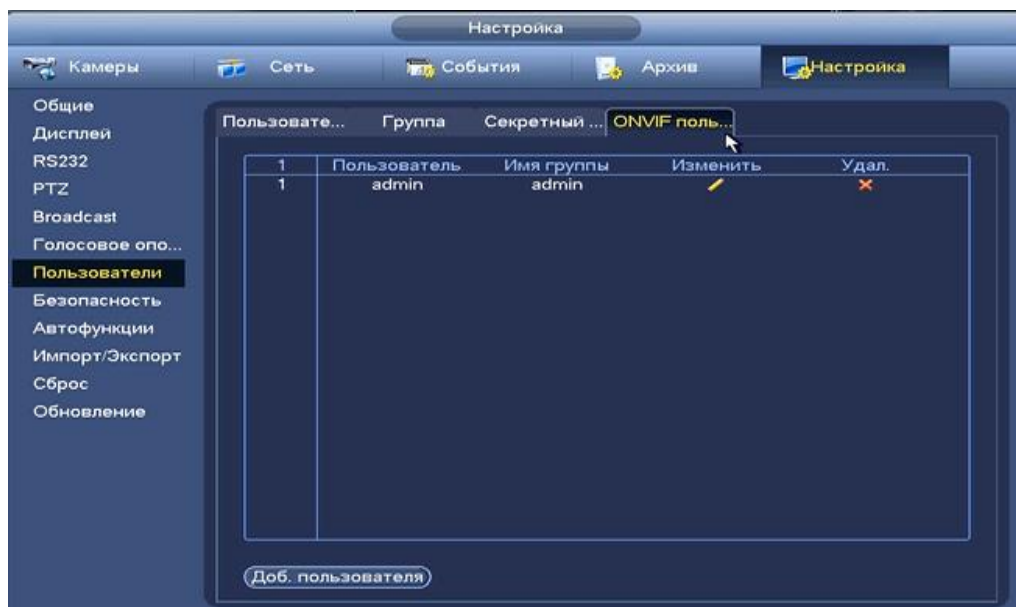 Настройка
Камеры Сеть События Архив Настройка
Общие
Дисплей
RS232
PTZ
Broadcast
Голосовое опо...
Пользователи
Безопасность
Автофункции
Импорт/Экспорт
Сброс
Обновление
Пользовате... Группа Секретный ... ONVIF поль...
1 Пользователь Имя группы Изменить Удал.
1 admin admin
Доб. пользователя